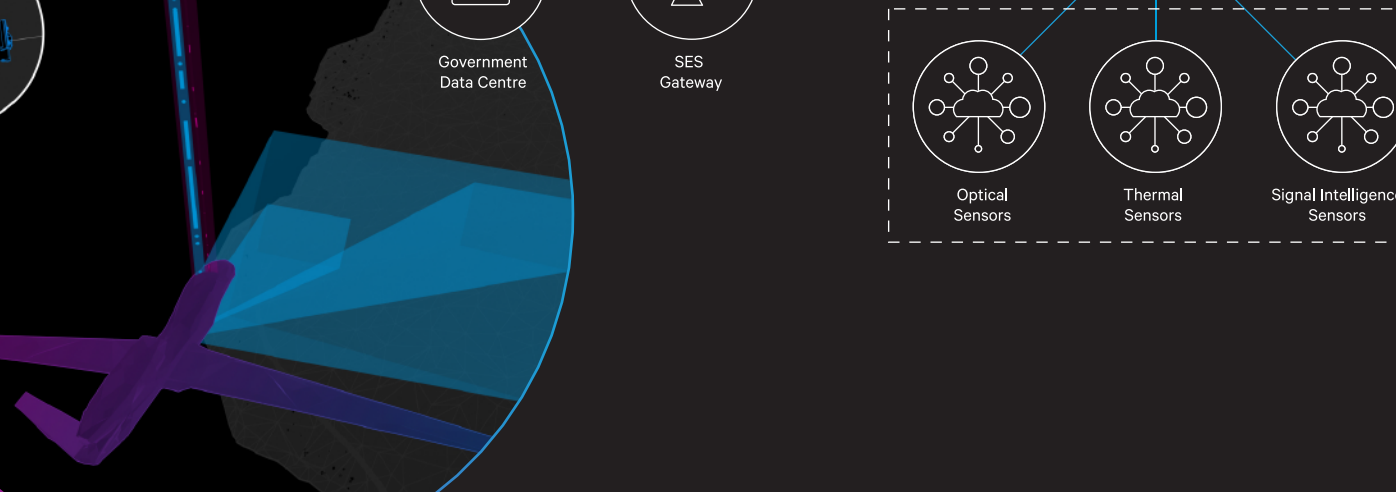 Government
Data Centre
SES
Gateway
Optical
Sensors
Thermal
Sensors
Signal Intelligence
Sensors